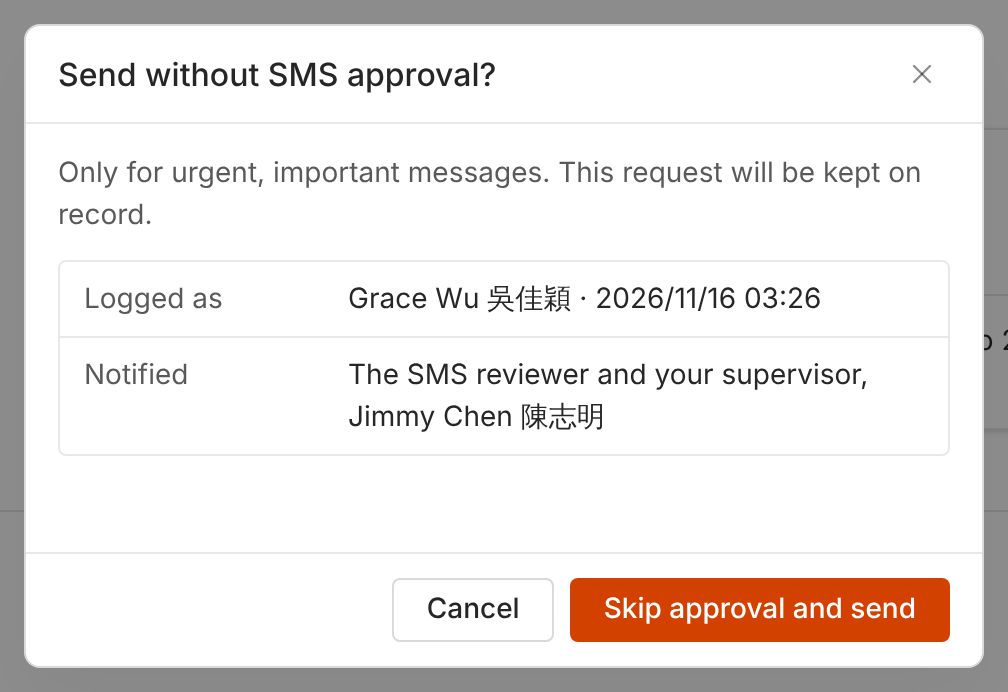 Send without SMS approval?
Only for urgent, important messages. This request will be kept on
record.
Logged as
Grace Wu 吳佳穎 · 2026/11/16 03:26
Notified
The SMS reviewer and your supervisor,
Jimmy Chen 陳志明
Cancel
Skip approval and send